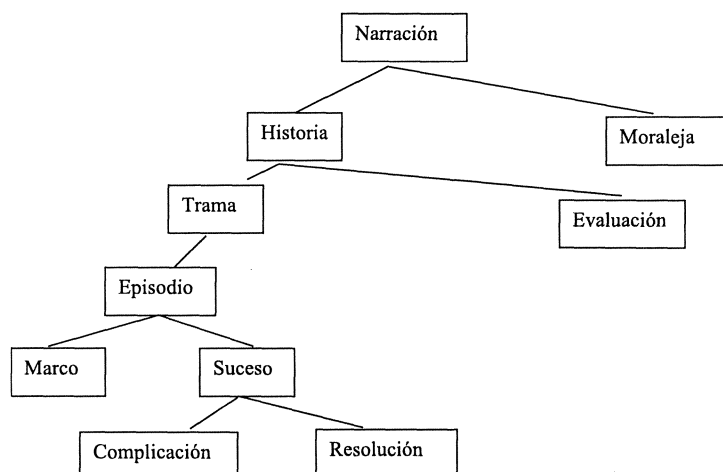 Narración
Historia
Moraleja
Trama
Evaluación
Episodio
Marco
Suceso
Complicación
Resolución